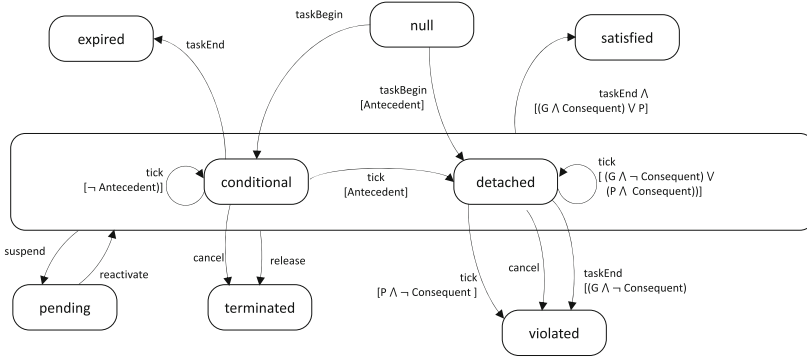 taskBegin
null
expired
satisfied
taskEnd
taskBegin
[Antecedent]
taskEnd ⋀
[(G ⋀ Consequent) ⋁ P]
tick
[¬ Antecedent)]
conditional
tick
[Antecedent]
detached
tick
[ (G ⋀ ¬ Consequent) ⋁
(P ⋀ Consequent))]
suspend
reactivate
cancel
release
tick
[P ⋀ ¬ Consequent ]
cancel
taskEnd
[(G ⋀ ¬ Consequent)
pending
terminated
violated